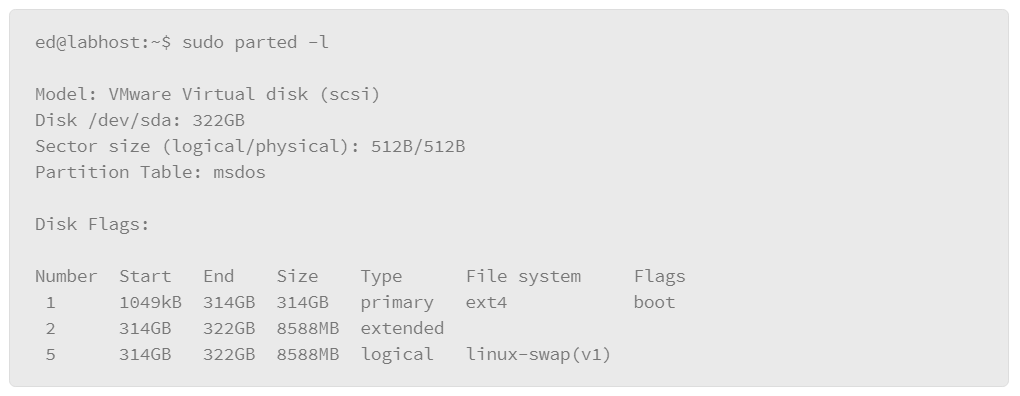 ed@labhost:~$ sudo parted -l
Model: VMware Virtual disk (scsi)
Disk /dev/sda: 322GB
Sector size (logical/physical): 512B/512B
Partition Table: msdos
Disk Flags:
Number  Start   End    Size    Type      File system     Flags
 1      1049kB  314GB  314GB   primary   ext4            boot
 2      314GB   322GB  8588MB  extended
 5      314GB   322GB  8588MB  logical   linux-swap(v1)